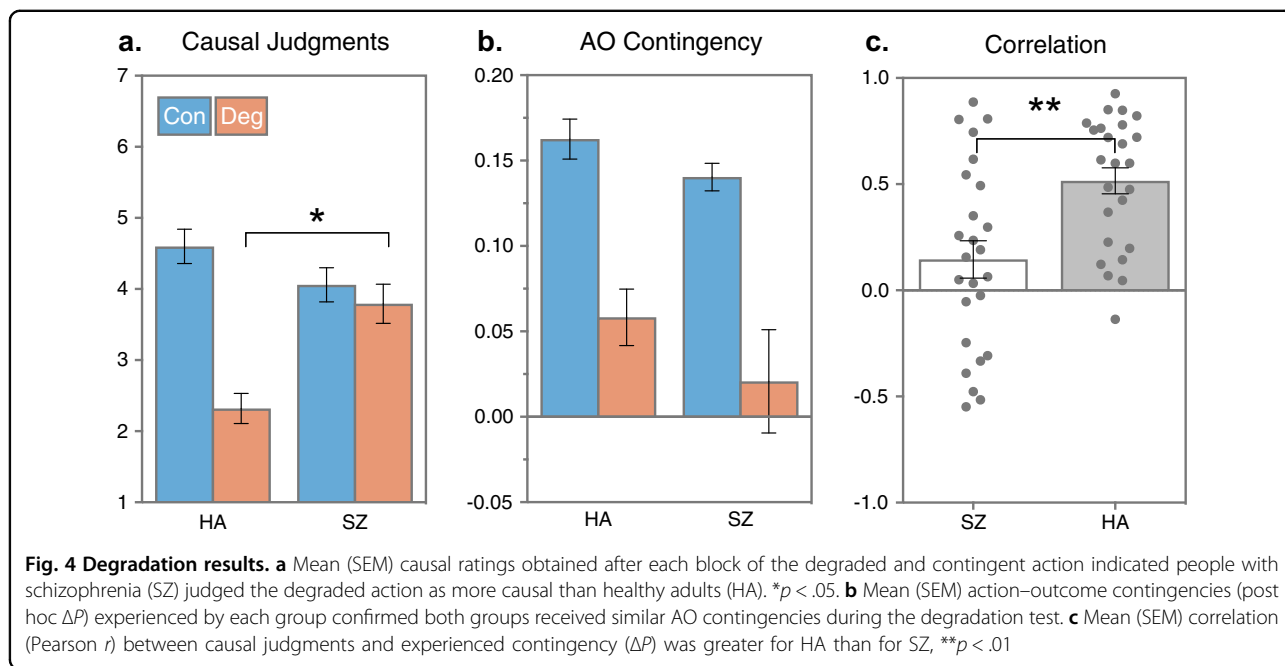 a. Causal Judgments
7
6
5
4
3
2
1
Con Deg
*
HA SZ
b. AO Contingency
0.20
0.15
0.10
0.05
0.00
-0.05
HA SZ
c. Correlation
1.0
0.5
0.0
-0.5
-1.0
**
SZ HA
Fig. 4 Degradation results. a Mean (SEM) causal ratings obtained after each block of the degraded and contingent action indicated people with
schizophrenia (SZ) judged the degraded action as more causal than healthy adults (HA). *p < .05. b Mean (SEM) action–outcome contingencies (post
hoc ΔP) experienced by each group confirmed both groups received similar AO contingencies during the degradation test. c Mean (SEM) correlation
(Pearson r) between causal judgments and experienced contingency (ΔP) was greater for HA than for SZ, **p < .01